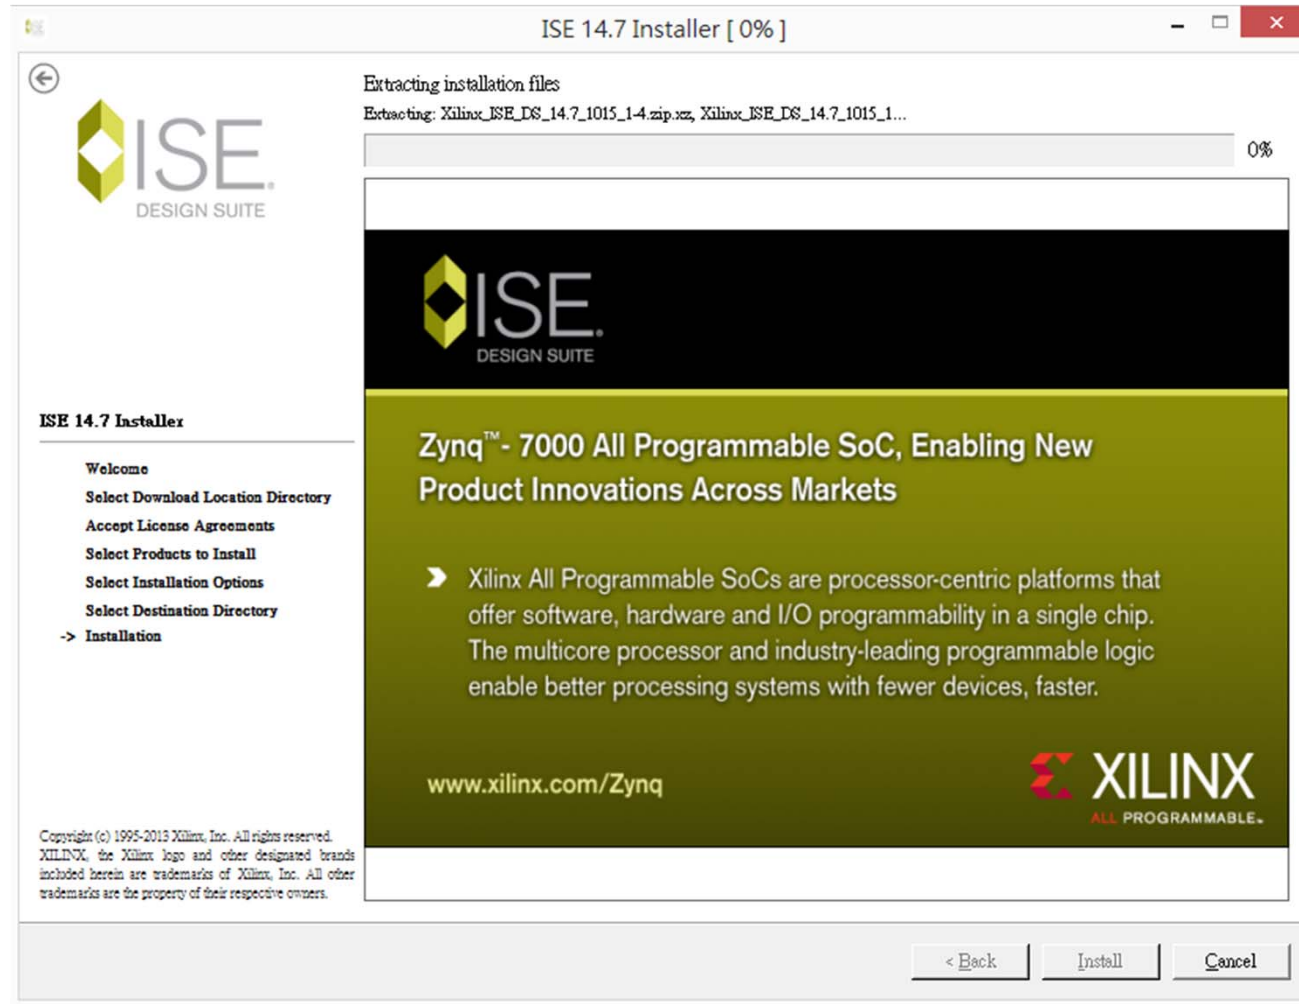 ISE 14.7 Installer [ 0% ]
ISE®
DESIGN SUITE
Extracting installation files
Extracting: Xilinx_ISE_DS_14.7_1015_1-4.zip.xz, Xilinx_ISE_DS_14.7_1015_1...
0%
ISE®
DESIGN SUITE
Zynq™- 7000 All Programmable SoC, Enabling New
Product Innovations Across Markets
Xilinx All Programmable SoCs are processor-centric platforms that
offer software, hardware and I/O programmability in a single chip.
The multicore processor and industry-leading programmable logic
enable better processing systems with fewer devices, faster.
www.xilinx.com/Zynq
XILINX
ALL PROGRAMMABLE™
ISE 14.7 Installer
Welcome
Select Download Location Directory
Accept License Agreements
Select Products to Install
Select Installation Options
Select Destination Directory
-> Installation
Copyright (c) 1995-2013 Xilinx, Inc. All rights reserved.
XILINX, the Xilinx logo and other designated brands
included herein are trademarks of Xilinx, Inc. All other
trademarks are the property of their respective owners.
< Back
Install
Cancel